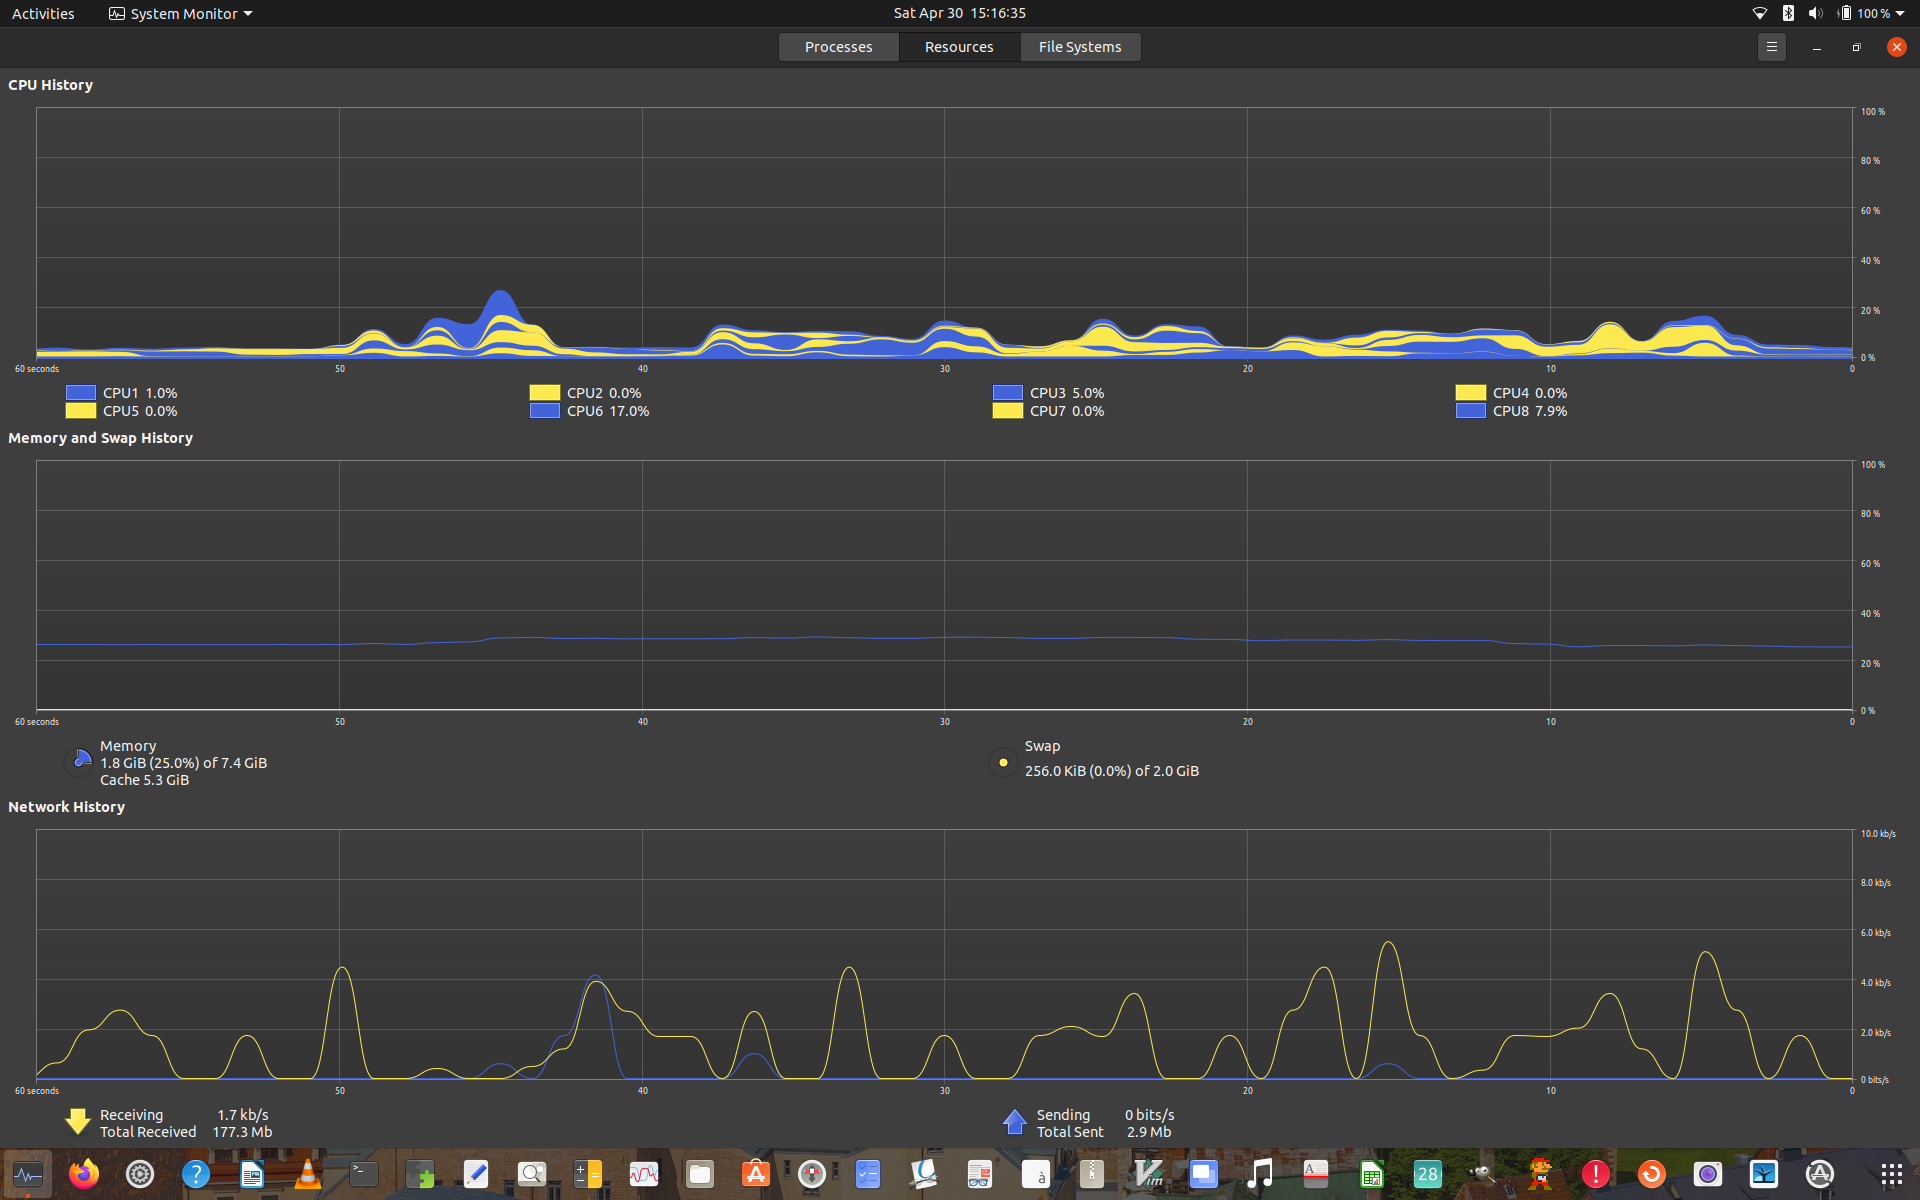 Activities System Monitor Sat Apr 30 15:16:35 100 %
Processes Resources File Systems
CPU History
100 %
80 %
60 %
40 %
20 %
0 %
60 seconds 50 40 30 20 10 0
CPU1 1.0% CPU2 0.0% CPU3 5.0% CPU4 0.0%
CPU5 0.0% CPU6 17.0% CPU7 0.0% CPU8 7.9%
Memory and Swap History
100 %
80 %
60 %
40 %
20 %
0 %
60 seconds 50 40 30 20 10 0
Memory
1.8 GiB (25.0%) of 7.4 GiB
Cache 5.3 GiB
Swap
256.0 KiB (0.0%) of 2.0 GiB
Network History
10.0 kb/s
8.0 kb/s
6.0 kb/s
4.0 kb/s
2.0 kb/s
0 bits/s
60 seconds 50 40 30 20 10 0
Receiving 1.7 kb/s
Total Received 177.3 Mb
Sending 0 bits/s
Total Sent 2.9 Mb
? >_ à Vim A 28 !